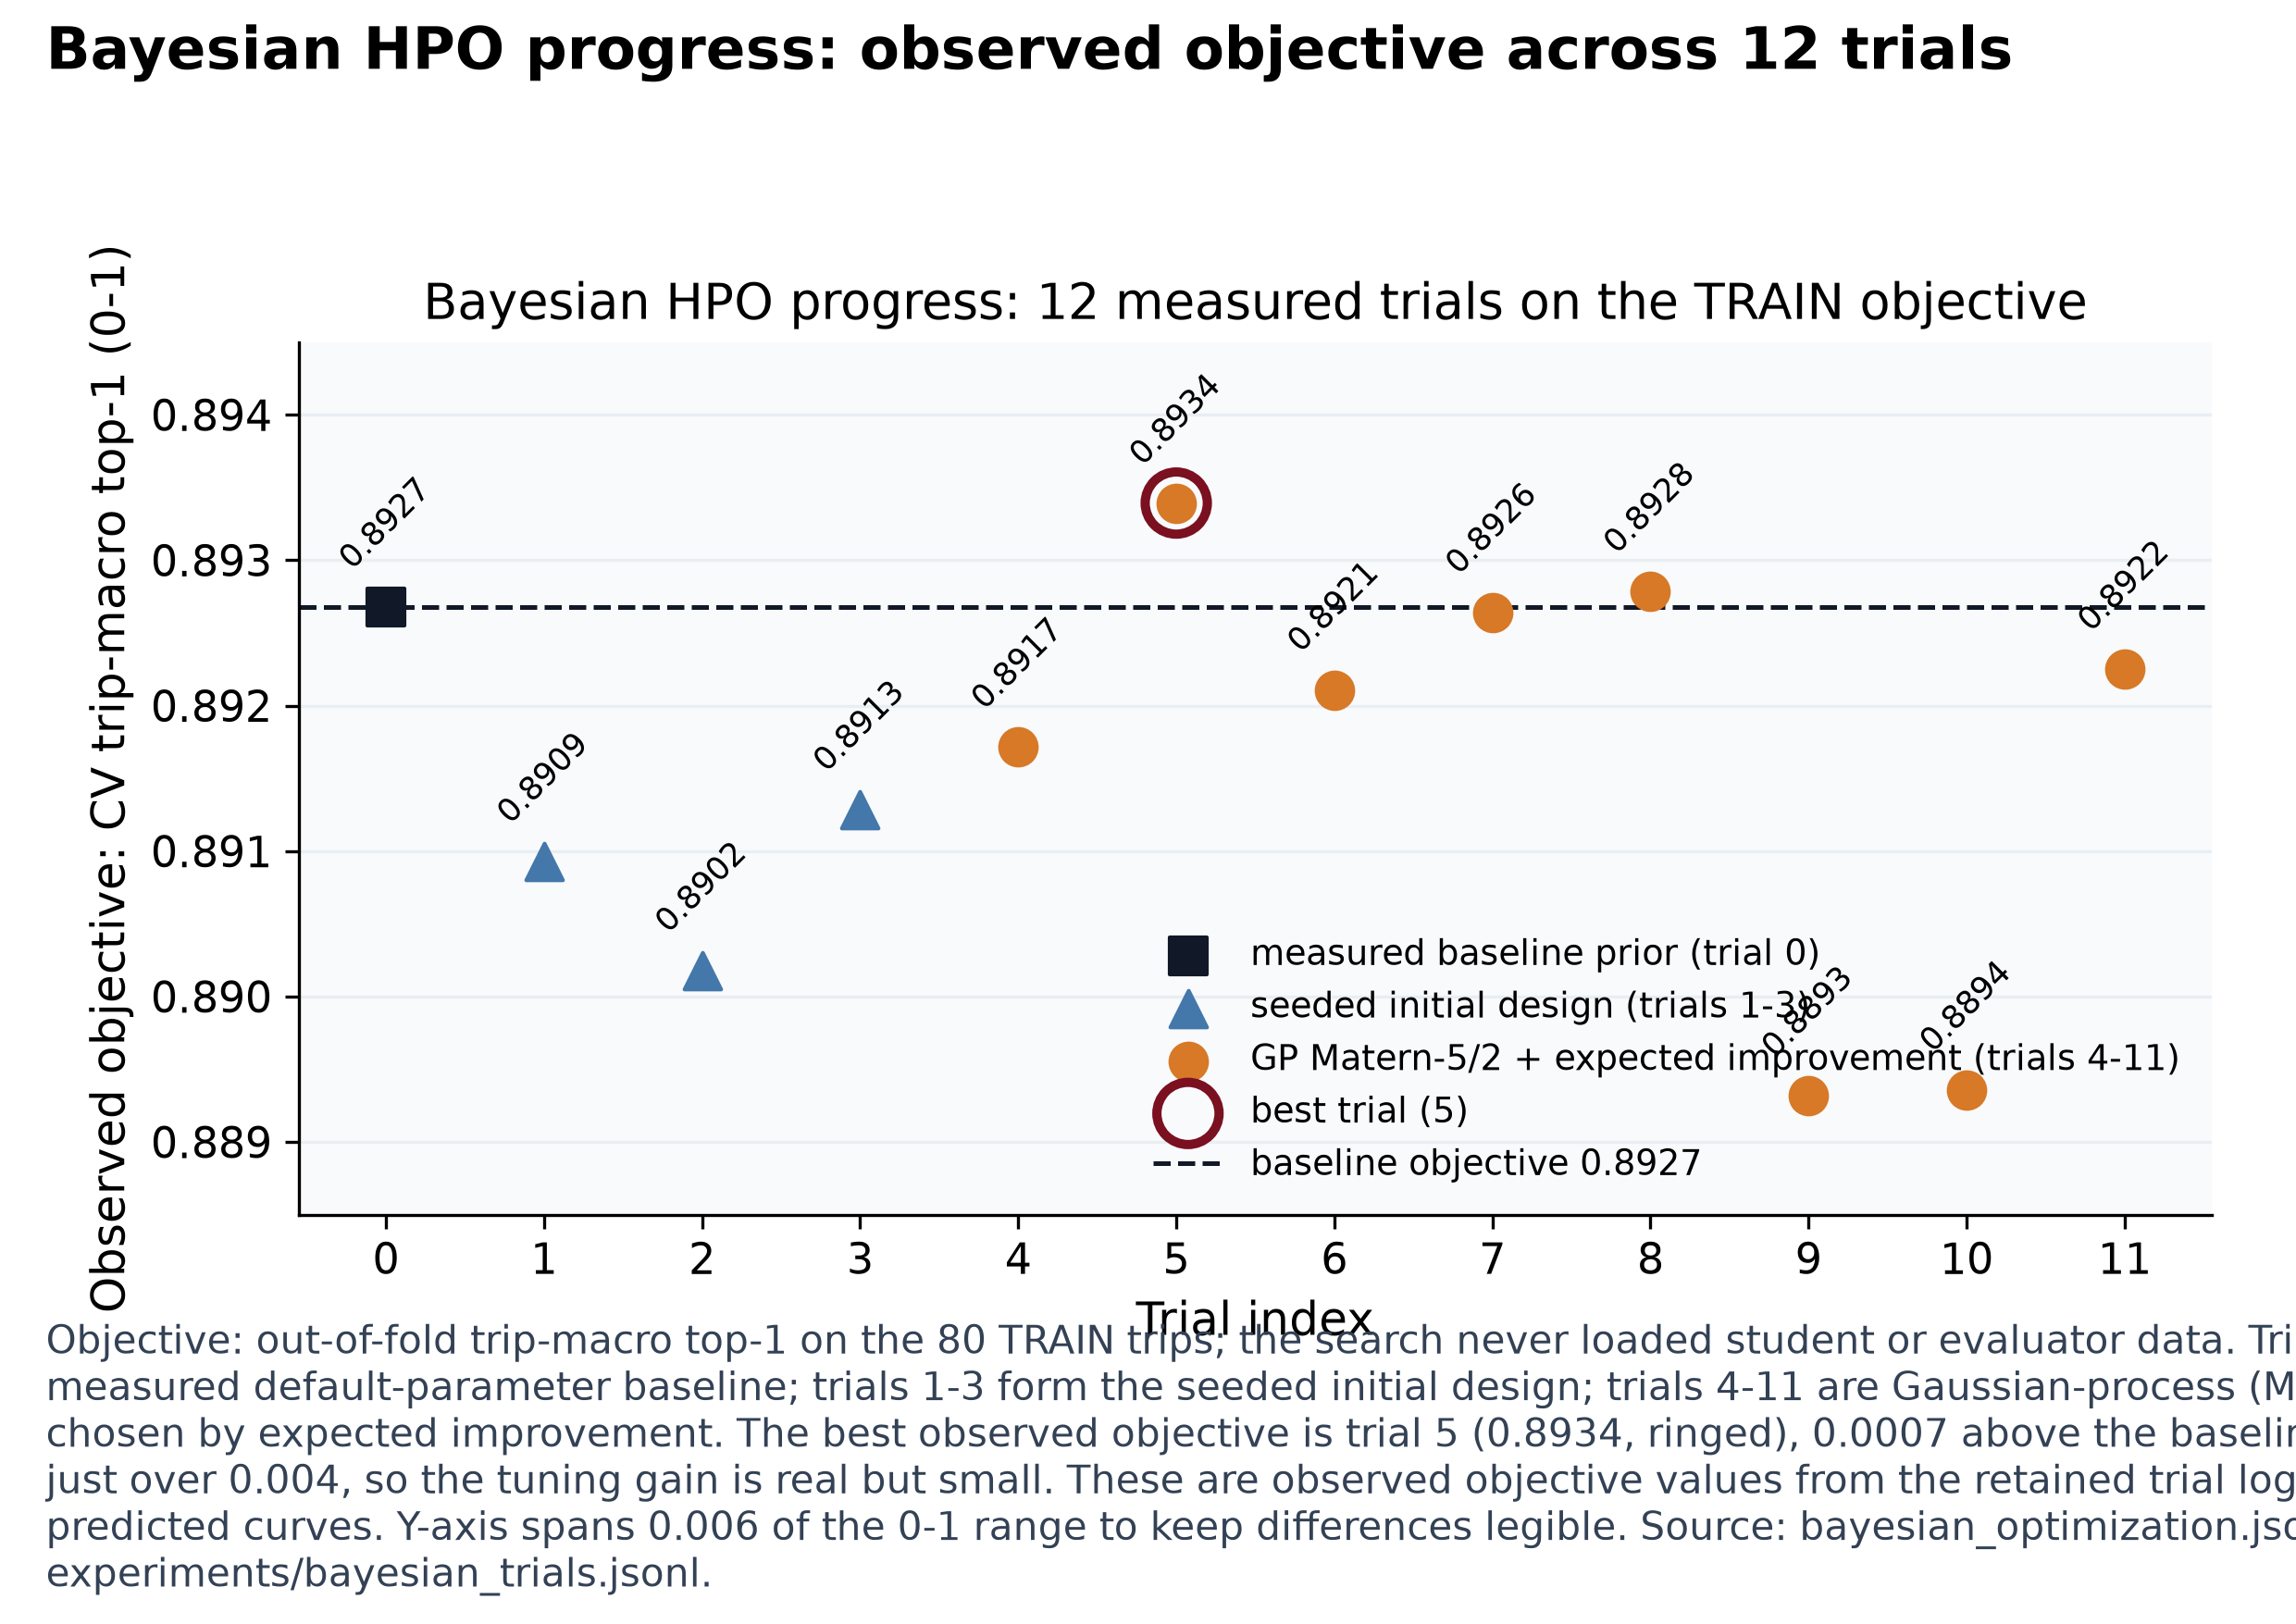 Bayesian HPO progress: observed objective across 12 trials
Bayesian HPO progress: 12 measured trials on the TRAIN objective
Observed objective: CV trip-macro top-1 (0-1)
0.894
0.893
0.892
0.891
0.890
0.889
0.8927
0.8909
0.8902
0.8913
0.8917
0.8934
0.8921
0.8926
0.8928
0.8893
0.8894
0.8922
measured baseline prior (trial 0)
seeded initial design (trials 1-3)
GP Matern-5/2 + expected improvement (trials 4-11)
best trial (5)
baseline objective 0.8927
0 1 2 3 4 5 6 7 8 9 10 11
Trial index
Objective: out-of-fold trip-macro top-1 on the 80 TRAIN trips; the search never loaded student or evaluator data. Tri
measured default-parameter baseline; trials 1-3 form the seeded initial design; trials 4-11 are Gaussian-process (M
chosen by expected improvement. The best observed objective is trial 5 (0.8934, ringed), 0.0007 above the baselin
just over 0.004, so the tuning gain is real but small. These are observed objective values from the retained trial log
predicted curves. Y-axis spans 0.006 of the 0-1 range to keep differences legible. Source: bayesian_optimization.jso
experiments/bayesian_trials.jsonl.